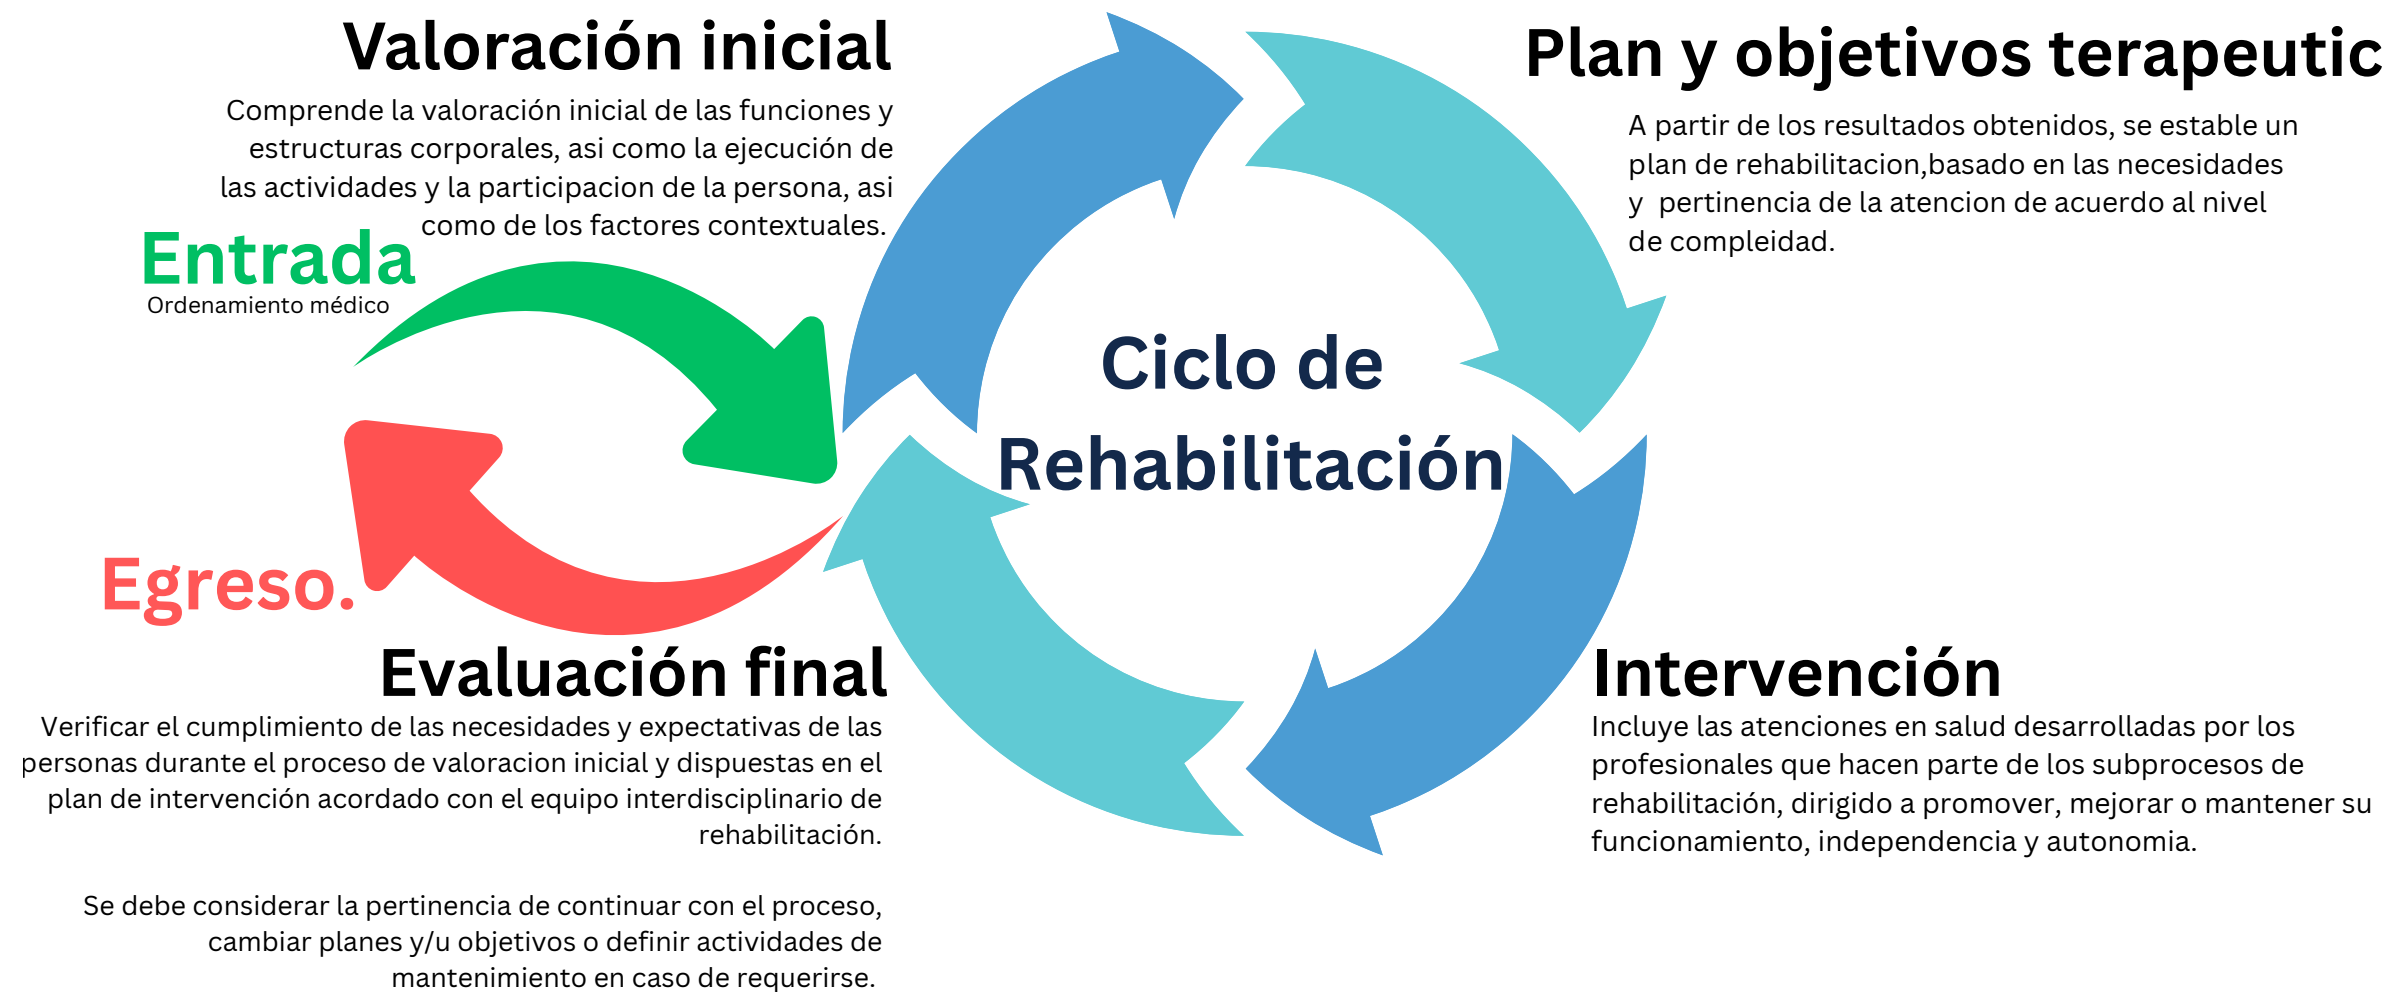 Valoración inicial
Comprende la valoración inicial de las funciones y
estructuras corporales, asi como la ejecución de
las actividades y la participacion de la persona, asi
como de los factores contextuales.
Entrada
Ordenamiento médico
Plan y objetivos terapeutic
A partir de los resultados obtenidos, se estable un
plan de rehabilitacion,basado en las necesidades
y pertinencia de la atencion de acuerdo al nivel
de compleidad.
Ciclo de
Rehabilitación
Egreso.
Intervención
Incluye las atenciones en salud desarrolladas por los
profesionales que hacen parte de los subprocesos de
rehabilitación, dirigido a promover, mejorar o mantener su
funcionamiento, independencia y autonomia.
Evaluación final
Verificar el cumplimiento de las necesidades y expectativas de las
personas durante el proceso de valoracion inicial y dispuestas en el
plan de intervención acordado con el equipo interdisciplinario de
rehabilitación.
Se debe considerar la pertinencia de continuar con el proceso,
cambiar planes y/u objetivos o definir actividades de
mantenimiento en caso de requerirse.